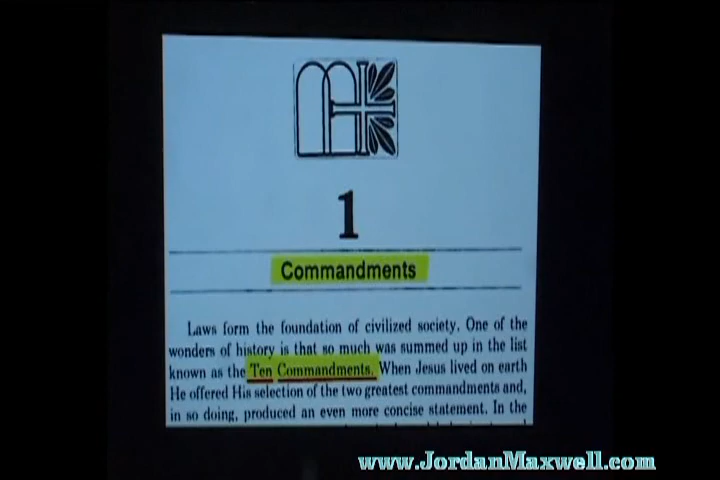 1
Commandments
Laws form the foundation of civilized society. One of the
wonders of history is that so much was summed up in the list
known as the Ten Commandments. When Jesus lived on earth
He offered His selection of the two greatest commandments and,
in so doing, produced an even more concise statement. In the
www.JordanMaxwell.com